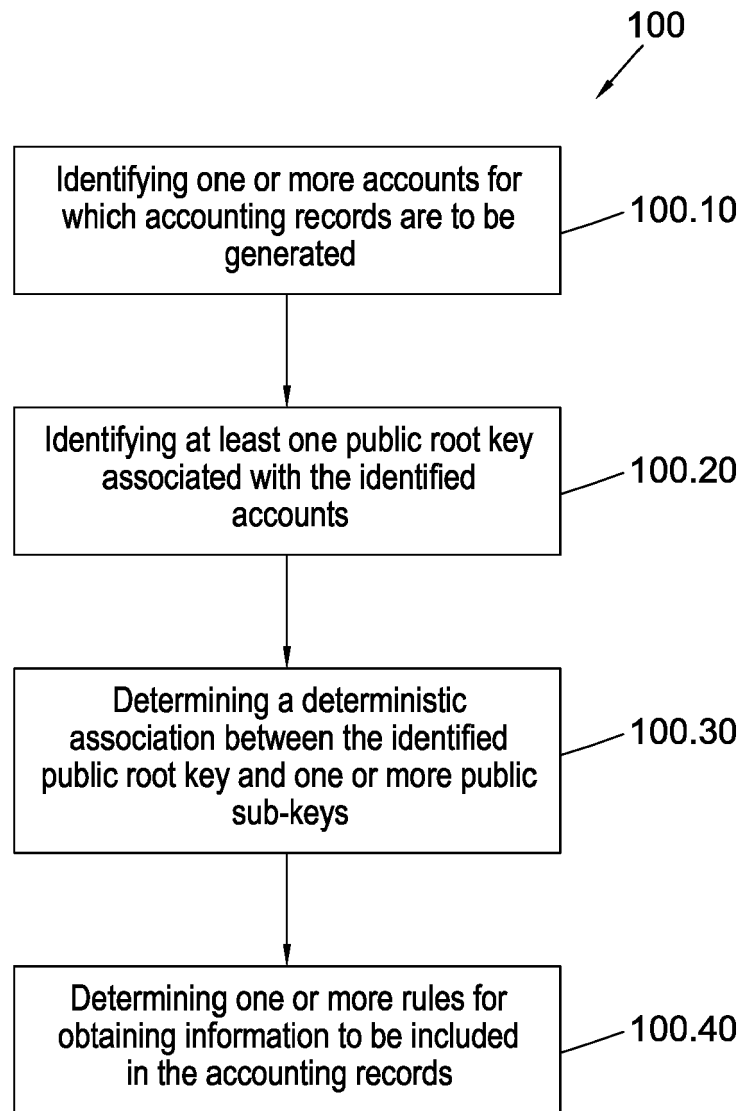 100
Identifying one or more accounts for
which accounting records are to be
generated
100.10
Identifying at least one public root key
associated with the identified
accounts
100.20
Determining a deterministic
association between the identified
public root key and one or more public
sub-keys
100.30
Determining one or more rules for
obtaining information to be included
in the accounting records
100.40